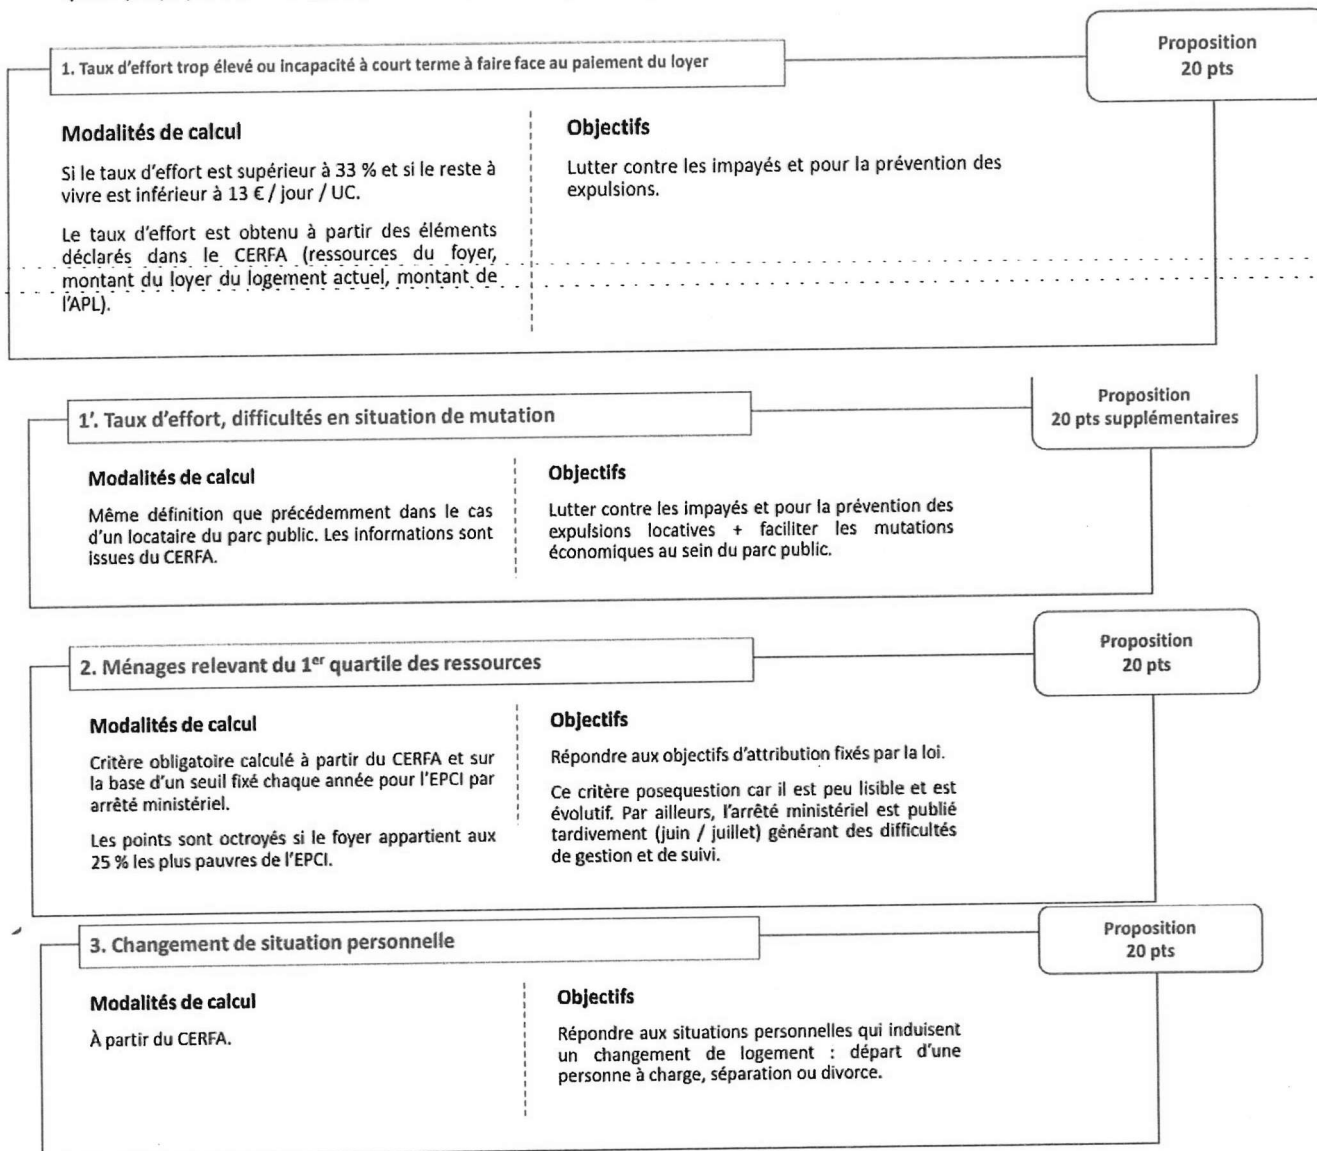 1. Taux d'effort trop élevé ou incapacité à court terme à faire face au paiement du loyer
Proposition
20 pts
Modalités de calcul
Si le taux d'effort est supérieur à 33 % et si le reste à
vivre est inférieur à 13 € / jour / UC.
Le taux d'effort est obtenu à partir des éléments
déclarés dans le CERFA (ressources du foyer,
montant du loyer du logement actuel, montant de
l'APL).
Objectifs
Lutter contre les impayés et pour la prévention des
expulsions.
1'. Taux d'effort, difficultés en situation de mutation
Proposition
20 pts supplémentaires
Modalités de calcul
Même définition que précédemment dans le cas
d'un locataire du parc public. Les informations sont
issues du CERFA.
Objectifs
Lutter contre les impayés et pour la prévention des
expulsions locatives + faciliter les mutations
économiques au sein du parc public.
2. Ménages relevant du 1er quartile des ressources
Proposition
20 pts
Modalités de calcul
Critère obligatoire calculé à partir du CERFA et sur
la base d'un seuil fixé chaque année pour l'EPCI par
arrêté ministériel.
Les points sont octroyés si le foyer appartient aux
25 % les plus pauvres de l'EPCI.
Objectifs
Répondre aux objectifs d'attribution fixés par la loi.
Ce critère posequestion car il est peu lisible et est
évolutif. Par ailleurs, l'arrêté ministériel est publié
tardivement (juin / juillet) générant des difficultés
de gestion et de suivi.
3. Changement de situation personnelle
Proposition
20 pts
Modalités de calcul
À partir du CERFA.
Objectifs
Répondre aux situations personnelles qui induisent
un changement de logement : départ d'une
personne à charge, séparation ou divorce.